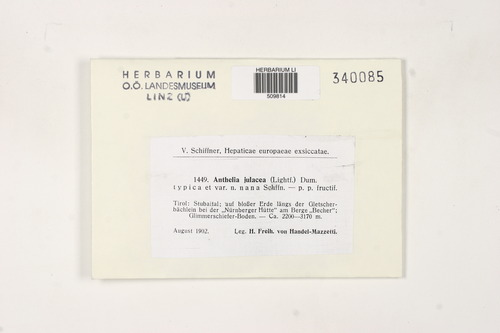 HERBARIUM
O.Ö. LANDESMUSEUM
LINZ (LI)
HERBARIUM LI
509814
340085
V. Schiffner, Hepaticae europaeae exsiccatae.
1449. Anthelia julacea (Lightf.) Dum.
typica et var. n. nana Schffn. — p. p. fructif.
Tirol: Stubaital; auf bloßer Erde längs der Gletscher-
bächlein bei der „Nürnberger Hütte" am Berge „Becher";
Glimmerschiefer-Boden. — Ca. 2200—3170 m.
August 1902. Leg. H. Freih. von Handel-Mazzetti.